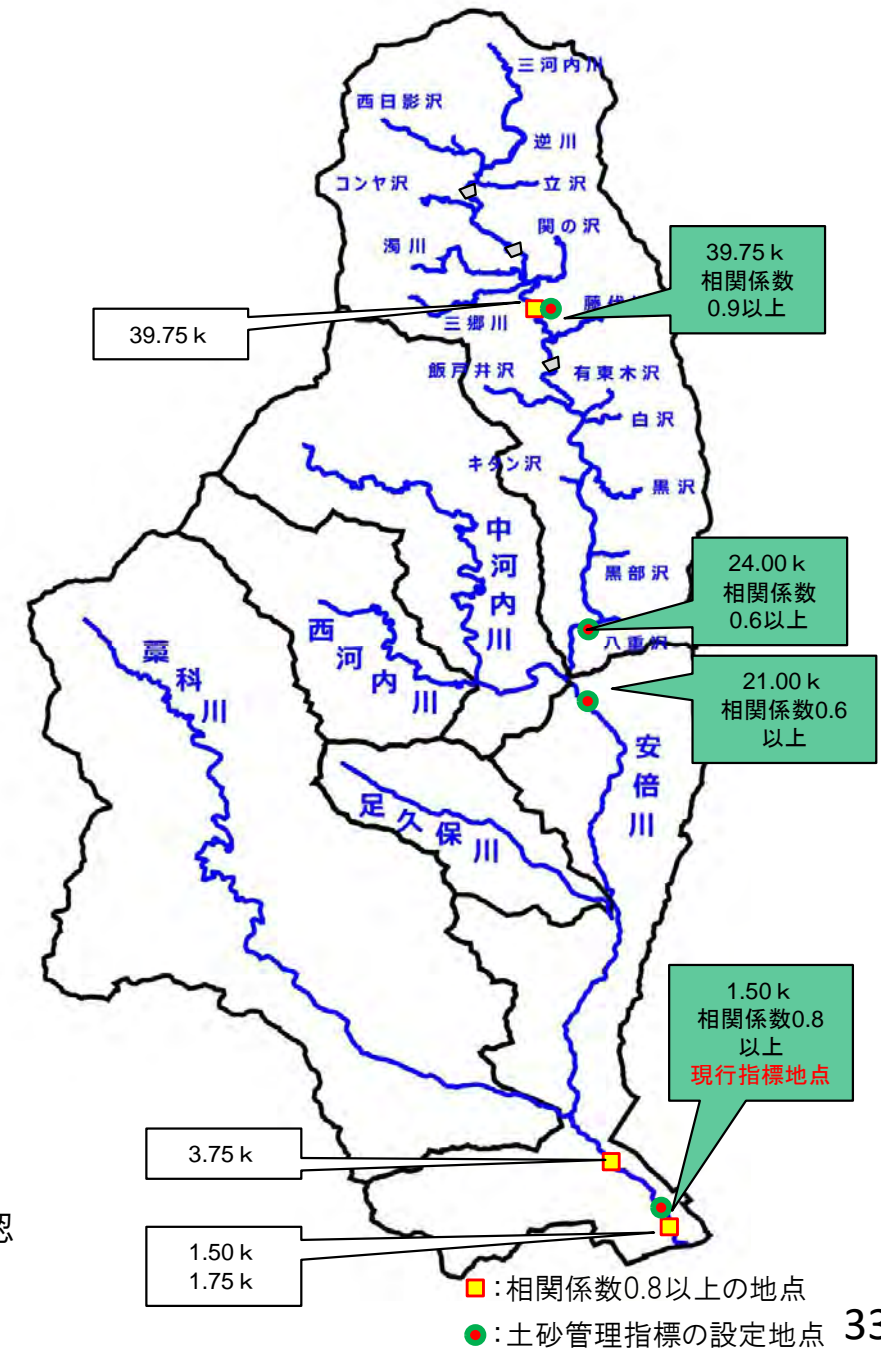 三河内川
西日影沢
逆川
コンヤ沢
立沢
関の沢
濁川
39.75ｋ
相関係数
0.9以上
39.75ｋ
三郷川
飯戸井沢
有東木沢
白沢
キタン沢
黒沢
中河内川
黒部沢
24.00ｋ
相関係数
0.6以上
八重沢
西河内川
藁科川
21.00ｋ
相関係数0.6
以上
安倍川
足久保川
1.50ｋ
相関係数0.8
以上
現行指標地点
3.75ｋ
認
1.50ｋ
1.75ｋ
：相関係数0.8以上の地点
：土砂管理指標の設定地点
33